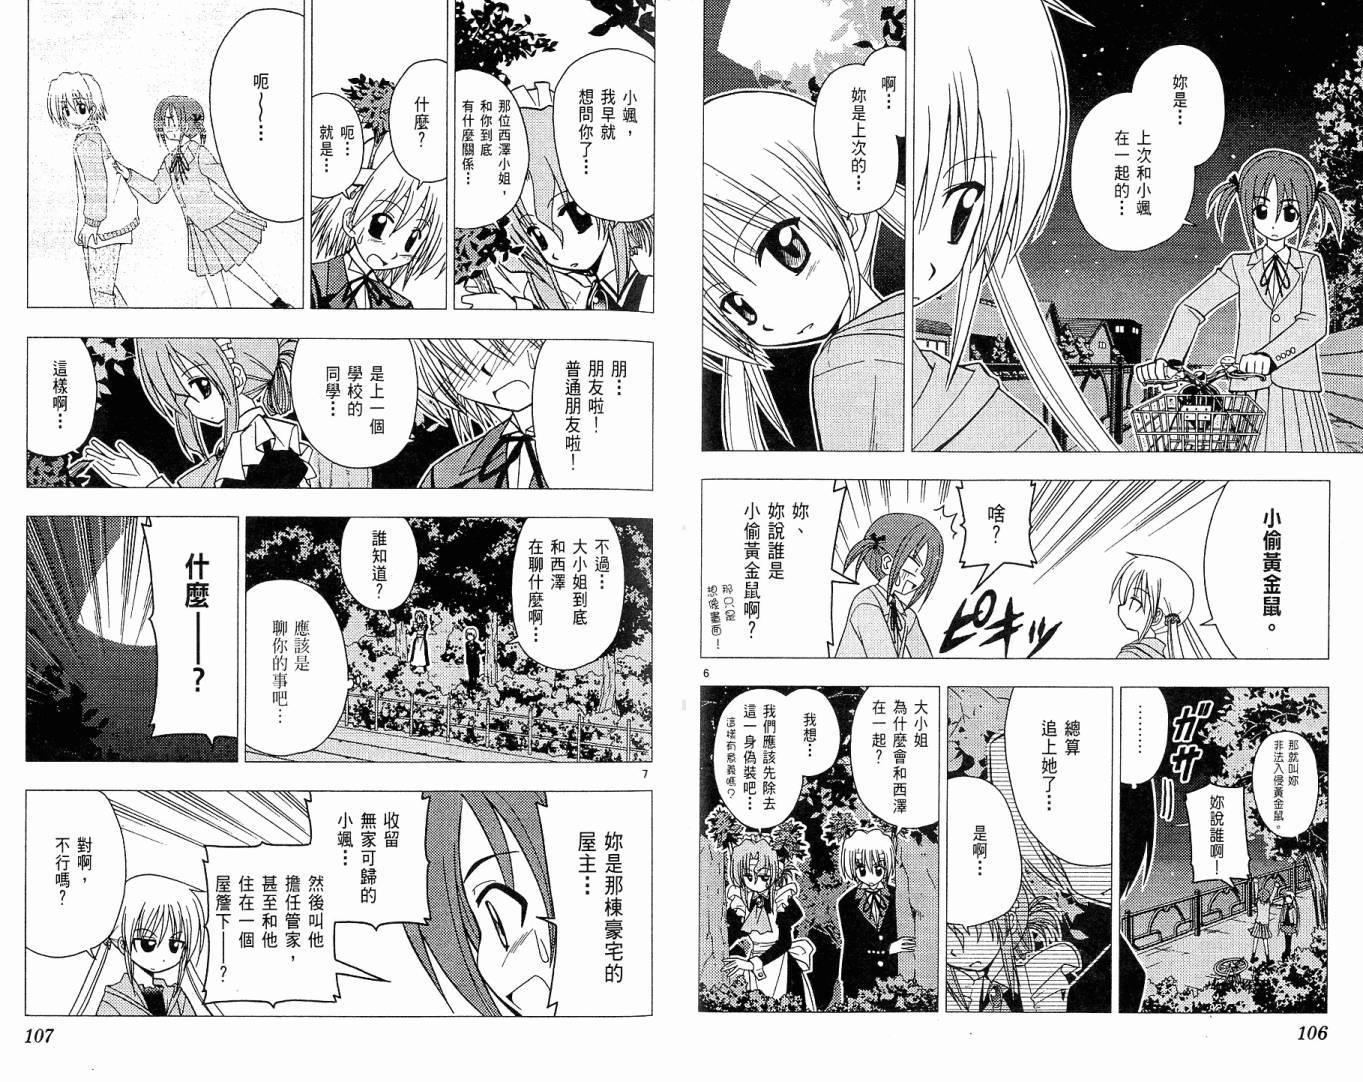 妳是…
上次和小颯
在一起的…
啊…
妳是上次的…
小偷黃金鼠。
啥？
ピキッ
妳、
妳說誰是
小偷黃金鼠啊？
那只是
想像畫面！
6
那就叫妳
非法入侵黃金鼠。
妳說誰啊！
ガサ
………
總算
追上她了…
是啊…
大小姐
為什麼會和西澤
在一起？
我想…
我們應該先除去
這一身偽裝吧…
這樣有意義嗎？
106
小颯，
我早就
想問你了…
那位西澤小姐，
和你到底
有什麼關係…
什麼？
呃…
就是…
呃～…
朋…
朋友啦！
普通朋友啦！
是上一個
學校的
同學…
這樣啊…
不過…
大小姐到底
和西澤
在聊什麼啊…
誰知道？
應該是
聊你的事吧…
什麼——？
7
妳是那棟豪宅的
屋主…
收留
無家可歸的
小颯…
然後叫他
擔任管家，
甚至和他
住在一個
屋簷下——？
對啊，
不行嗎？
107